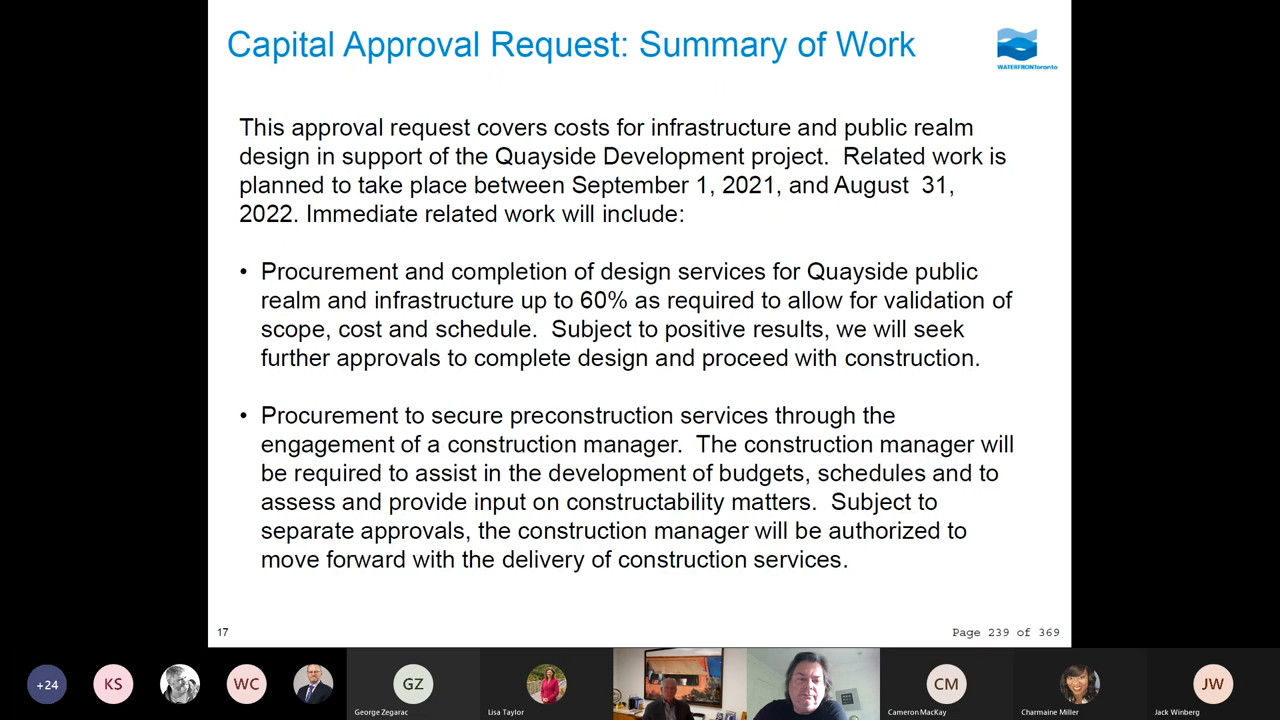 Capital Approval Request: Summary of Work
WATERFRONToronto
This approval request covers costs for infrastructure and public realm
design in support of the Quayside Development project.  Related work is
planned to take place between September 1, 2021, and August  31,
2022. Immediate related work will include:
• Procurement and completion of design services for Quayside public
realm and infrastructure up to 60% as required to allow for validation of
scope, cost and schedule.  Subject to positive results, we will seek
further approvals to complete design and proceed with construction.
• Procurement to secure preconstruction services through the
engagement of a construction manager.  The construction manager will
be required to assist in the development of budgets, schedules and to
assess and provide input on constructability matters.  Subject to
separate approvals, the construction manager will be authorized to
move forward with the delivery of construction services.
17
Page 239 of 369
+24
KS
WC
GZ
CM
JW
George Zegarac
Lisa Taylor
Cameron MacKay
Charmaine Miller
Jack Winberg